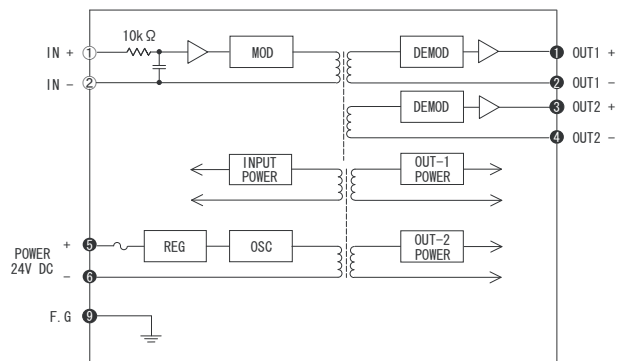 10kΩ
IN + ① MOD DEMOD ❶ OUT1 +
IN - ② ❷ OUT1 -
DEMOD ❸ OUT2 +
❹ OUT2 -
INPUT POWER OUT-1 POWER
POWER 24V DC
+ ❺ REG OSC OUT-2 POWER
- ❻
F.G ❾